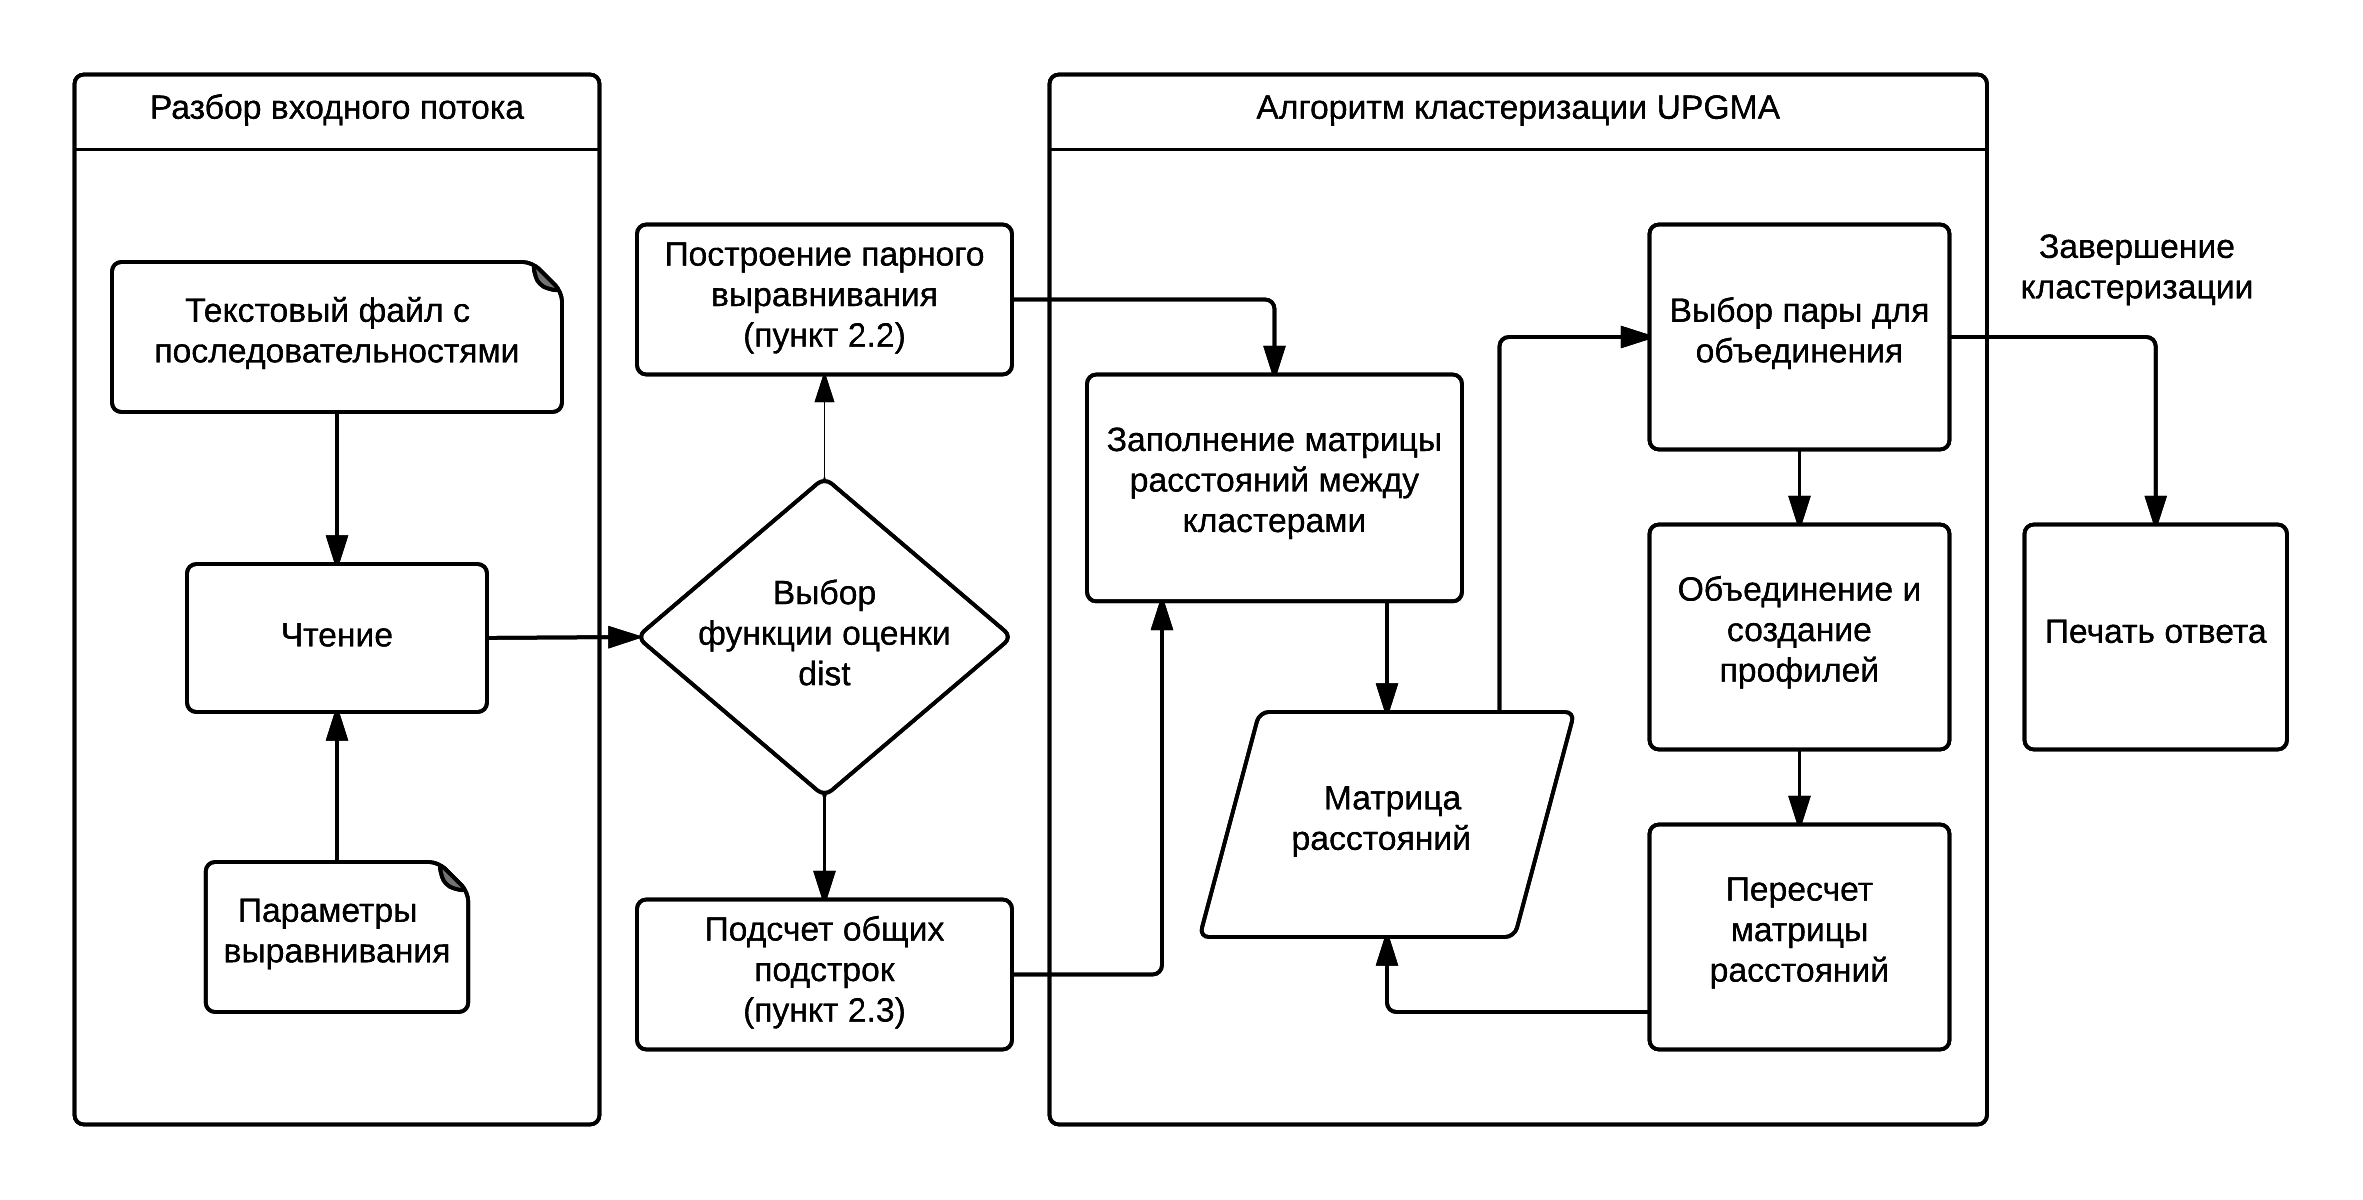 Разбор входного потока
Текстовый файл с
последовательностями
Чтение
Параметры
выравнивания
Построение парного
выравнивания
(пункт 2.2)
Выбор
функции оценки
dist
Подсчет общих
подстрок
(пункт 2.3)
Алгоритм кластеризации UPGMA
Заполнение матрицы
расстояний между
кластерами
Матрица
расстояний
Выбор пары для
объединения
Объединение и
создание
профилей
Пересчет
матрицы
расстояний
Завершение
кластеризации
Печать ответа